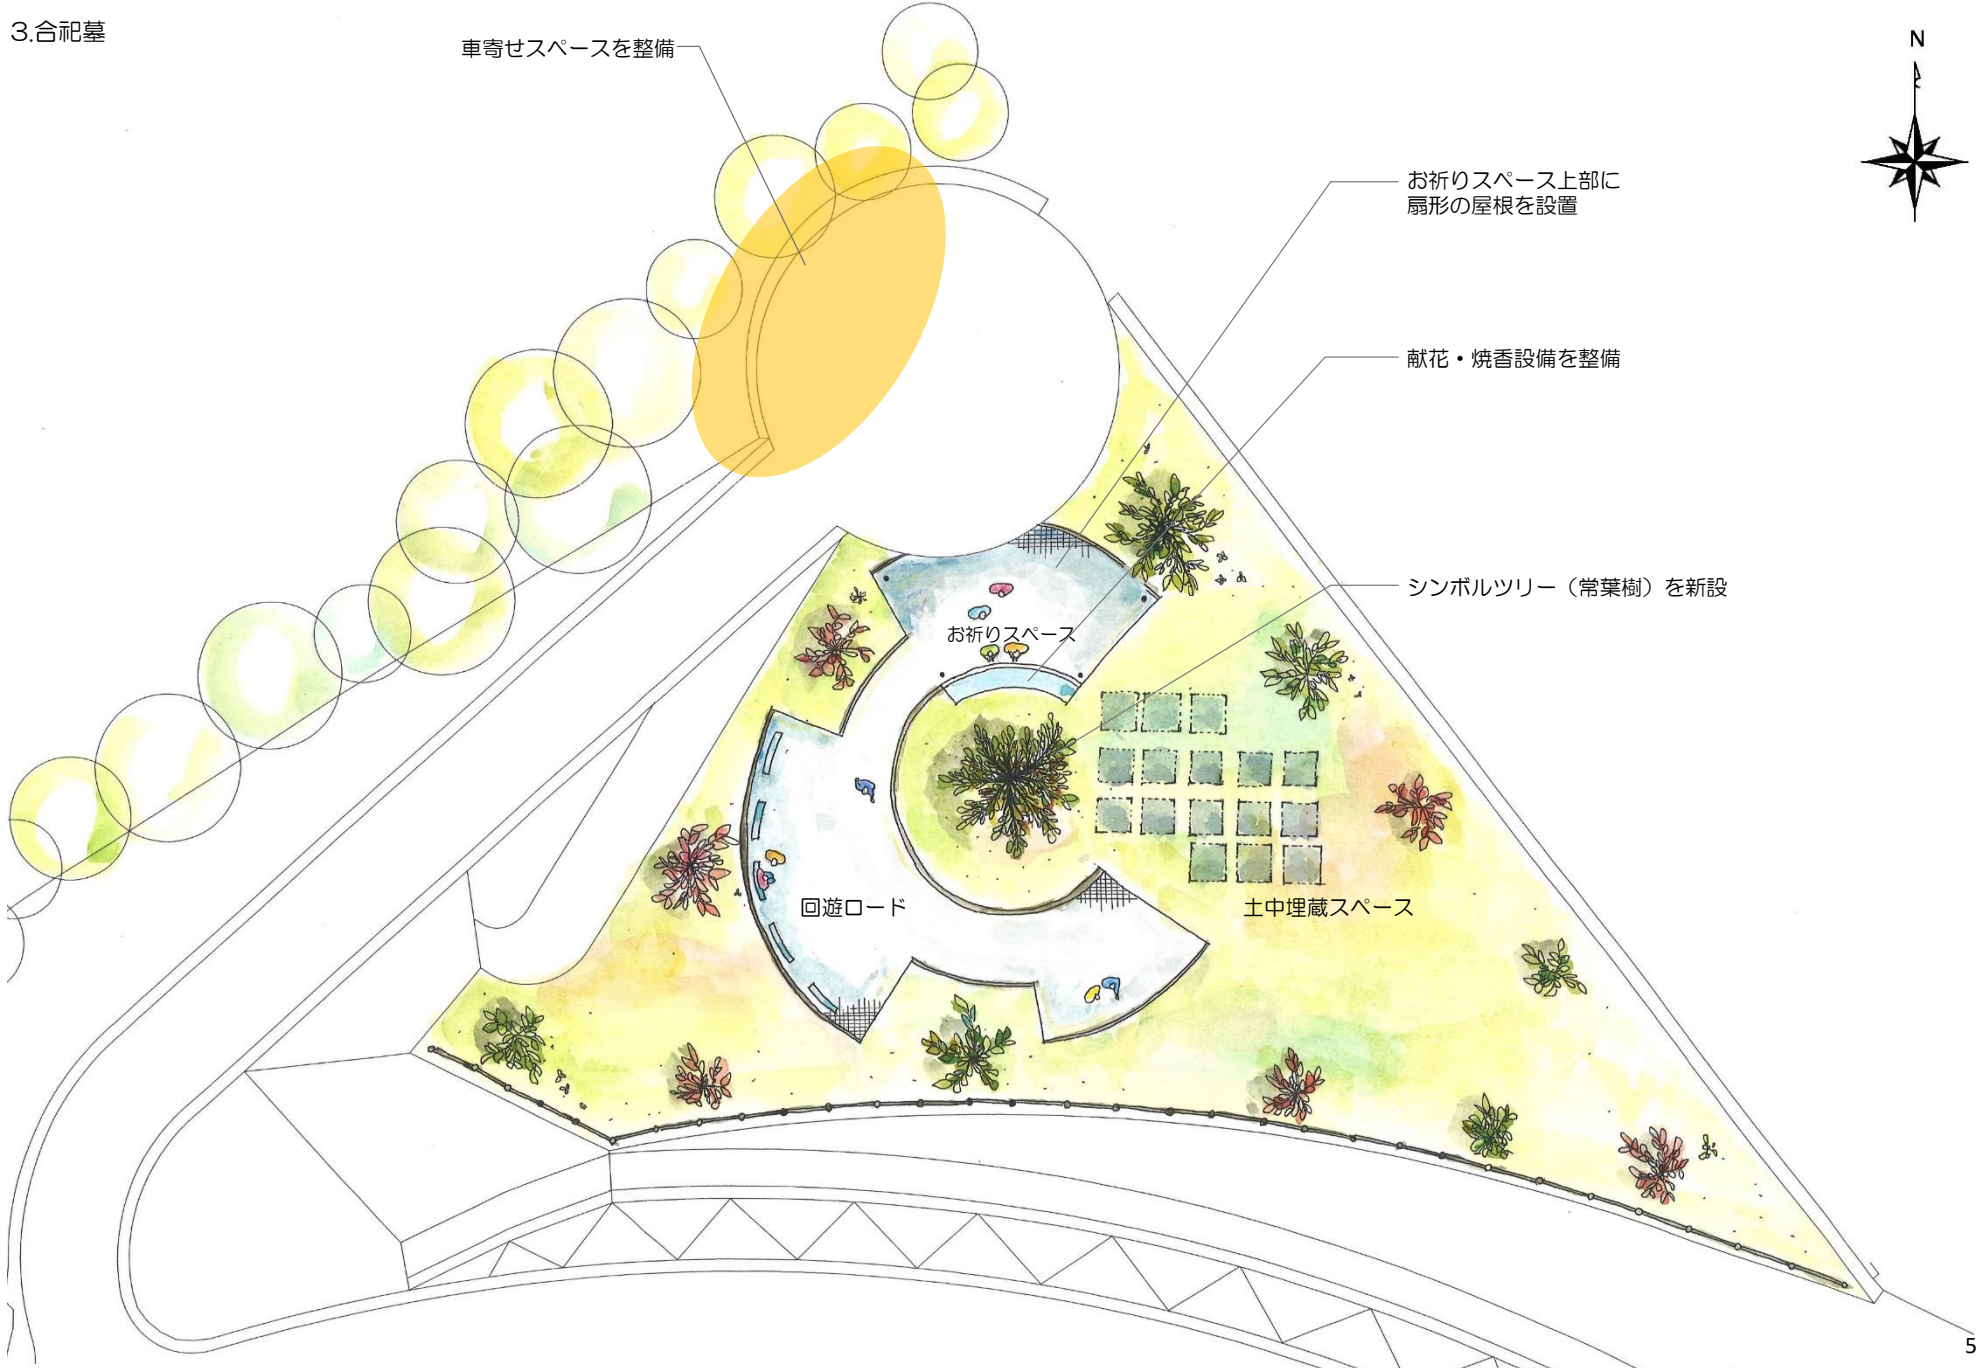 3.合祀墓
車寄せスペースを整備
N
お祈りスペース上部に
扇形の屋根を設置
献花・焼香設備を整備
シンボルツリー（常葉樹）を新設
お祈りスペース
回遊ロード
土中埋蔵スペース
5